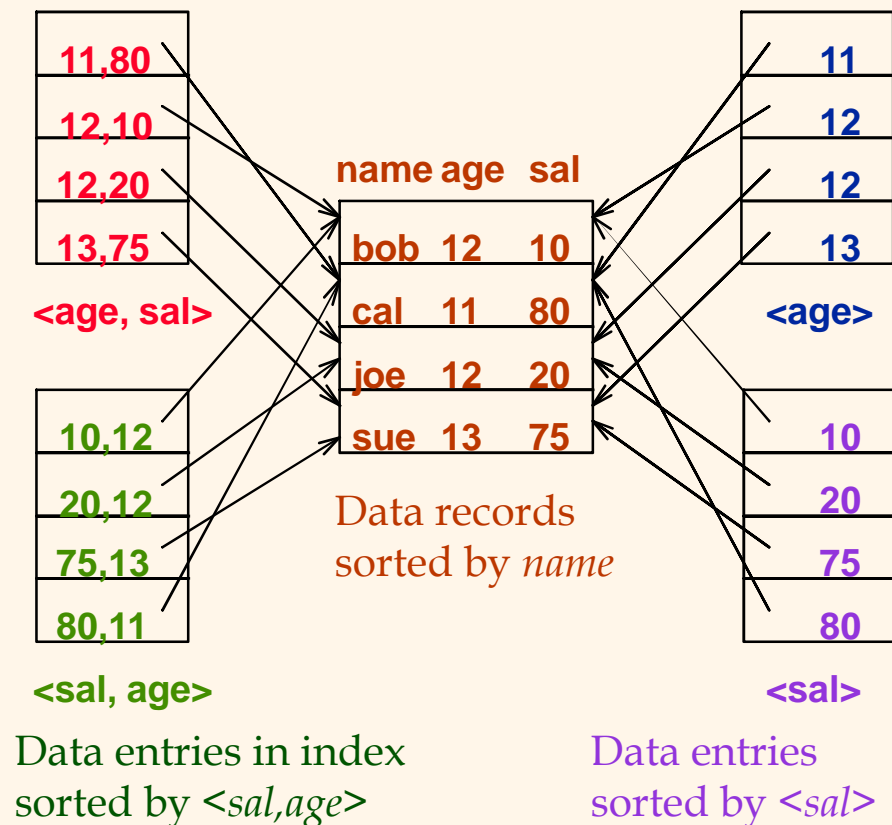 11,80
12,10
12,20
13,75
<age, sal>
10,12
20,12
75,13
80,11
<sal, age>
Data entries in index
sorted by <sal,age>
name age sal
bob 12 10
cal 11 80
joe 12 20
sue 13 75
Data records
sorted by name
11
12
12
13
<age>
10
20
75
80
<sal>
Data entries
sorted by <sal>